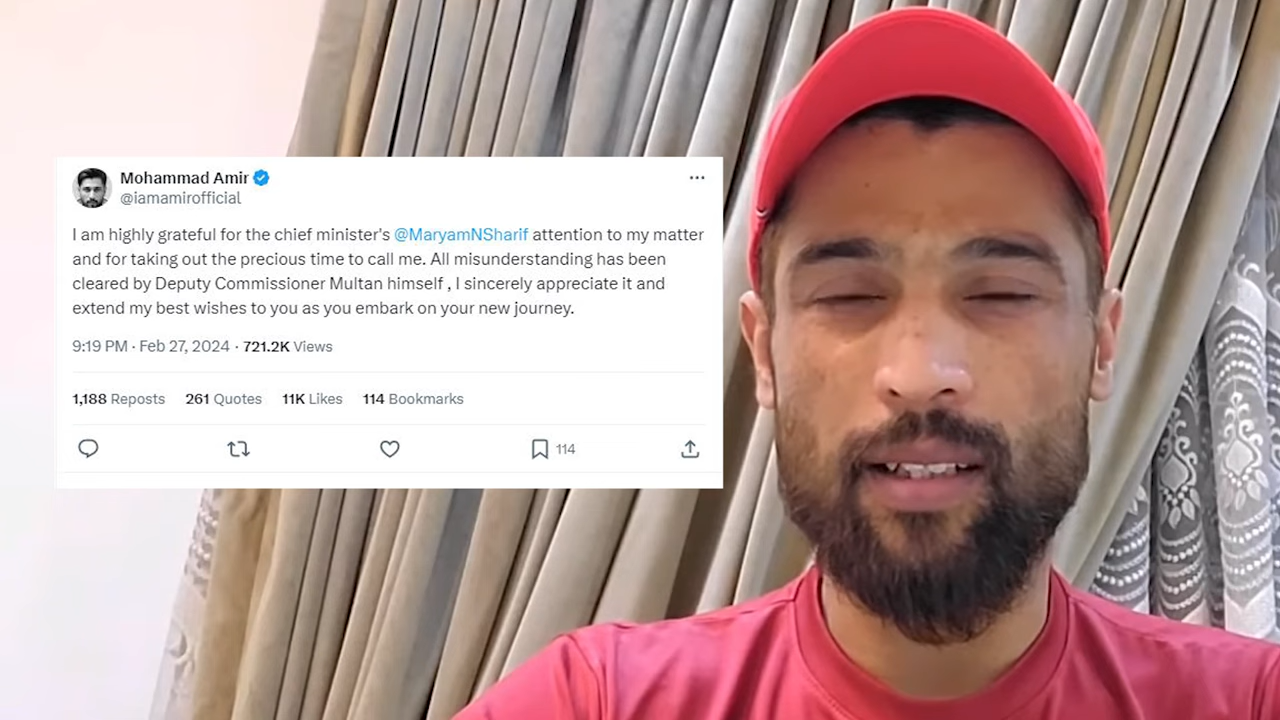 Mohammad Amir
@iamamirofficial
I am highly grateful for the chief minister's @MaryamNSharif attention to my matter
and for taking out the precious time to call me. All misunderstanding has been
cleared by Deputy Commissioner Multan himself , I sincerely appreciate it and
extend my best wishes to you as you embark on your new journey.
9:19 PM · Feb 27, 2024 · 721.2K Views
1,188 Reposts 261 Quotes 11K Likes 114 Bookmarks
114